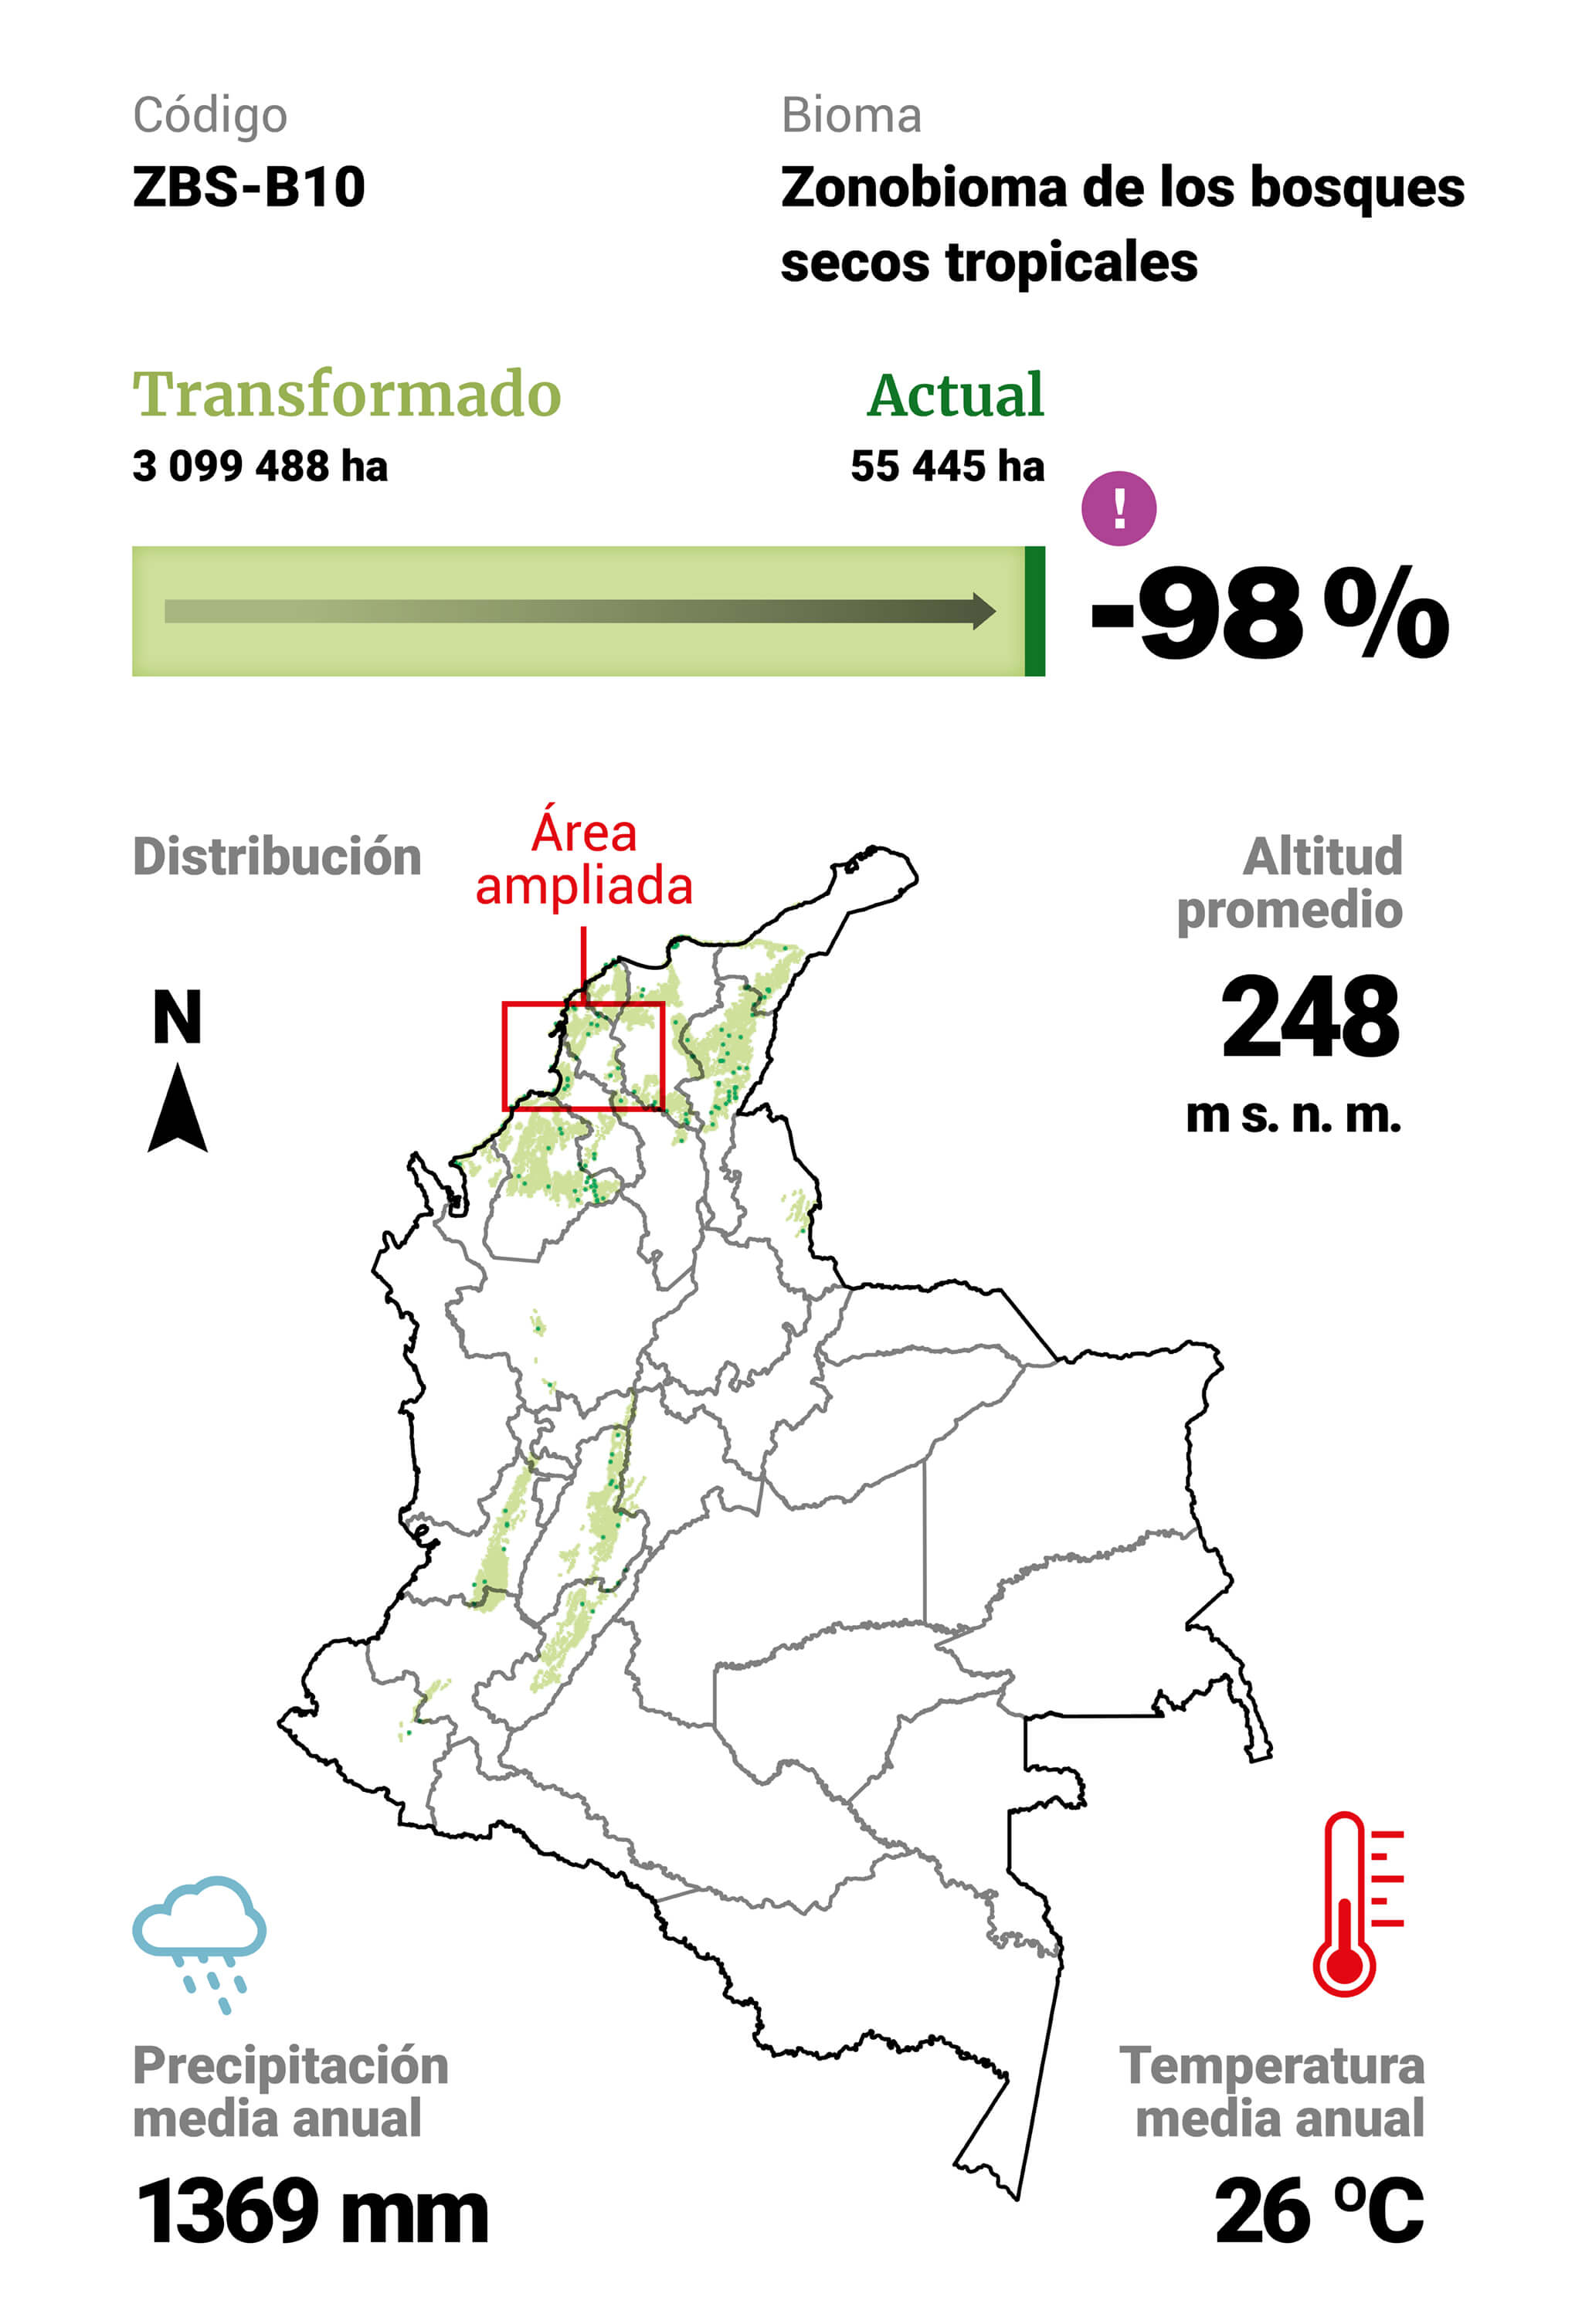 Código
ZBS-B10
Bioma
Zonobioma de los bosques
secos tropicales
Transformado
3 099 488 ha
Actual
55 445 ha
!
-98 %
Distribución
Área
ampliada
Altitud
promedio
248
m s. n. m.
N
Precipitación
media anual
1369 mm
Temperatura
media anual
26 ºC